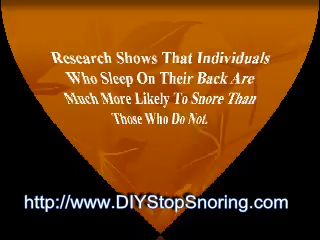 Research Shows That Individuals
Who Sleep On Their Back Are
Much More Likely To Snore Than
Those Who Do Not.
http://www.DIYStopSnoring.com